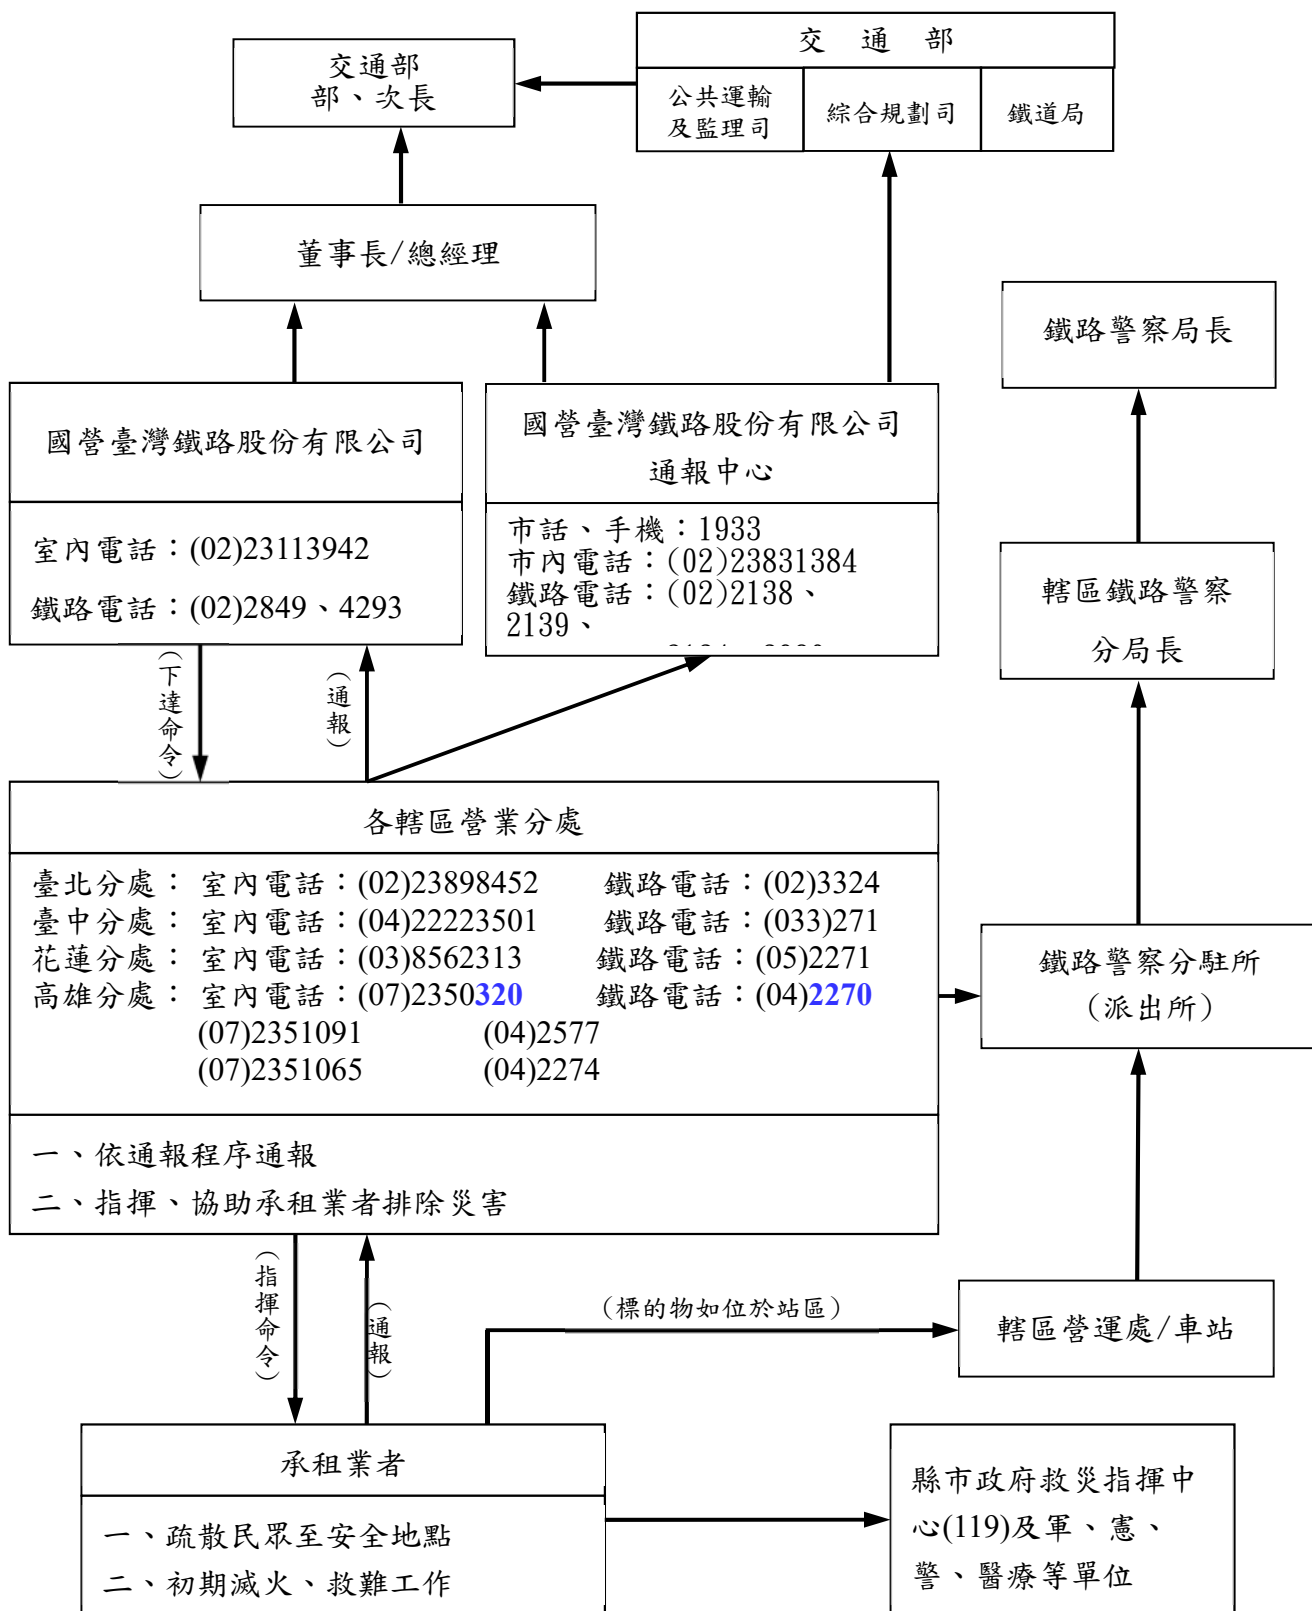 交通部
部、次長
交通部
公共運輸
及監理司
綜合規劃司
鐵道局
董事長/總經理
鐵路警察局長
國營臺灣鐵路股份有限公司
室內電話：(02)23113942
鐵路電話：(02)2849、4293
國營臺灣鐵路股份有限公司
通報中心
市話、手機：1933
市內電話：(02)23831384
鐵路電話：(02)2138、
2139、
轄區鐵路警察
分局長
（下達命令）
（通報）
各轄區營業分處
臺北分處： 室內電話：(02)23898452 鐵路電話：(02)3324
臺中分處： 室內電話：(04)22223501 鐵路電話：(033)271
花蓮分處： 室內電話：(03)8562313 鐵路電話：(05)2271
高雄分處： 室內電話：(07)2350320 鐵路電話：(04)2270
(07)2351091 (04)2577
(07)2351065 (04)2274
一、依通報程序通報
二、指揮、協助承租業者排除災害
鐵路警察分駐所
（派出所）
（指揮命令）
（通報）
（標的物如位於站區）
轄區營運處/車站
承租業者
一、疏散民眾至安全地點
二、初期滅火、救難工作
縣市政府救災指揮中
心(119)及軍、憲、
警、醫療等單位